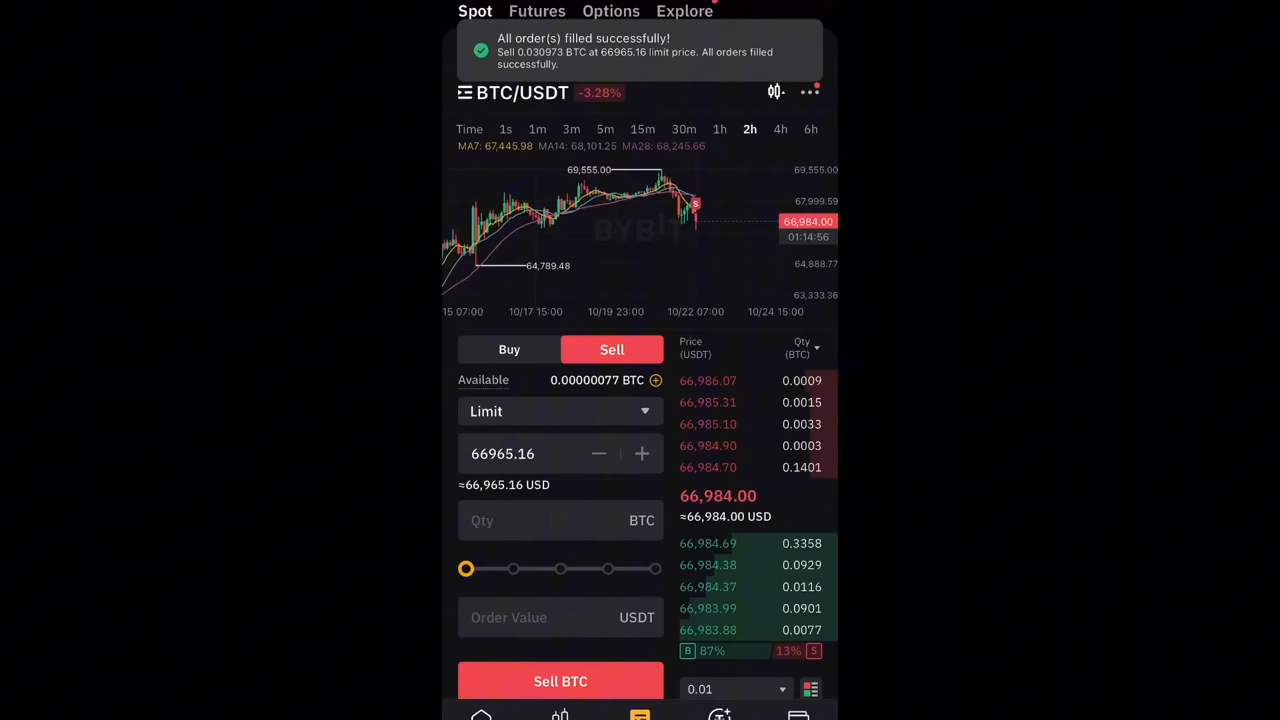 Spot Futures Options Explore
All order(s) filled successfully!
Sell 0.030973 BTC at 66965.16 limit price. All orders filled
successfully.
BTC/USDT -3.28%
Time 1s 1m 3m 5m 15m 30m 1h 2h 4h 6h
MA7: 67,445.98 MA14: 68,101.25 MA28: 68,245.66
69,555.00 69,555.00
67,999.59
S
66,984.00
BYBIT
01:14:56
64,789.48 64,888.77
63,333.36
15 07:00 10/17 15:00 10/19 23:00 10/22 07:00 10/24 15:00
Buy Sell
Available 0.00000077 BTC
Limit
66965.16
≈66,965.16 USD
Qty BTC
Order Value USDT
Sell BTC
Price Qty
(USDT) (BTC)
66,986.07 0.0009
66,985.31 0.0015
66,985.10 0.0033
66,984.90 0.0003
66,984.70 0.1401
66,984.00
≈66,984.00 USD
66,984.69 0.3358
66,984.38 0.0929
66,984.37 0.0116
66,983.99 0.0901
66,983.88 0.0077
B 87% 13% S
0.01